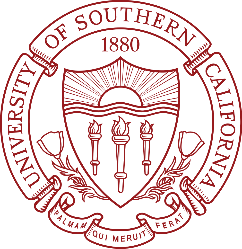 UNIVERSITY OF SOUTHERN CALIFORNIA
1880
PALMAM QUI MERUIT FERAT